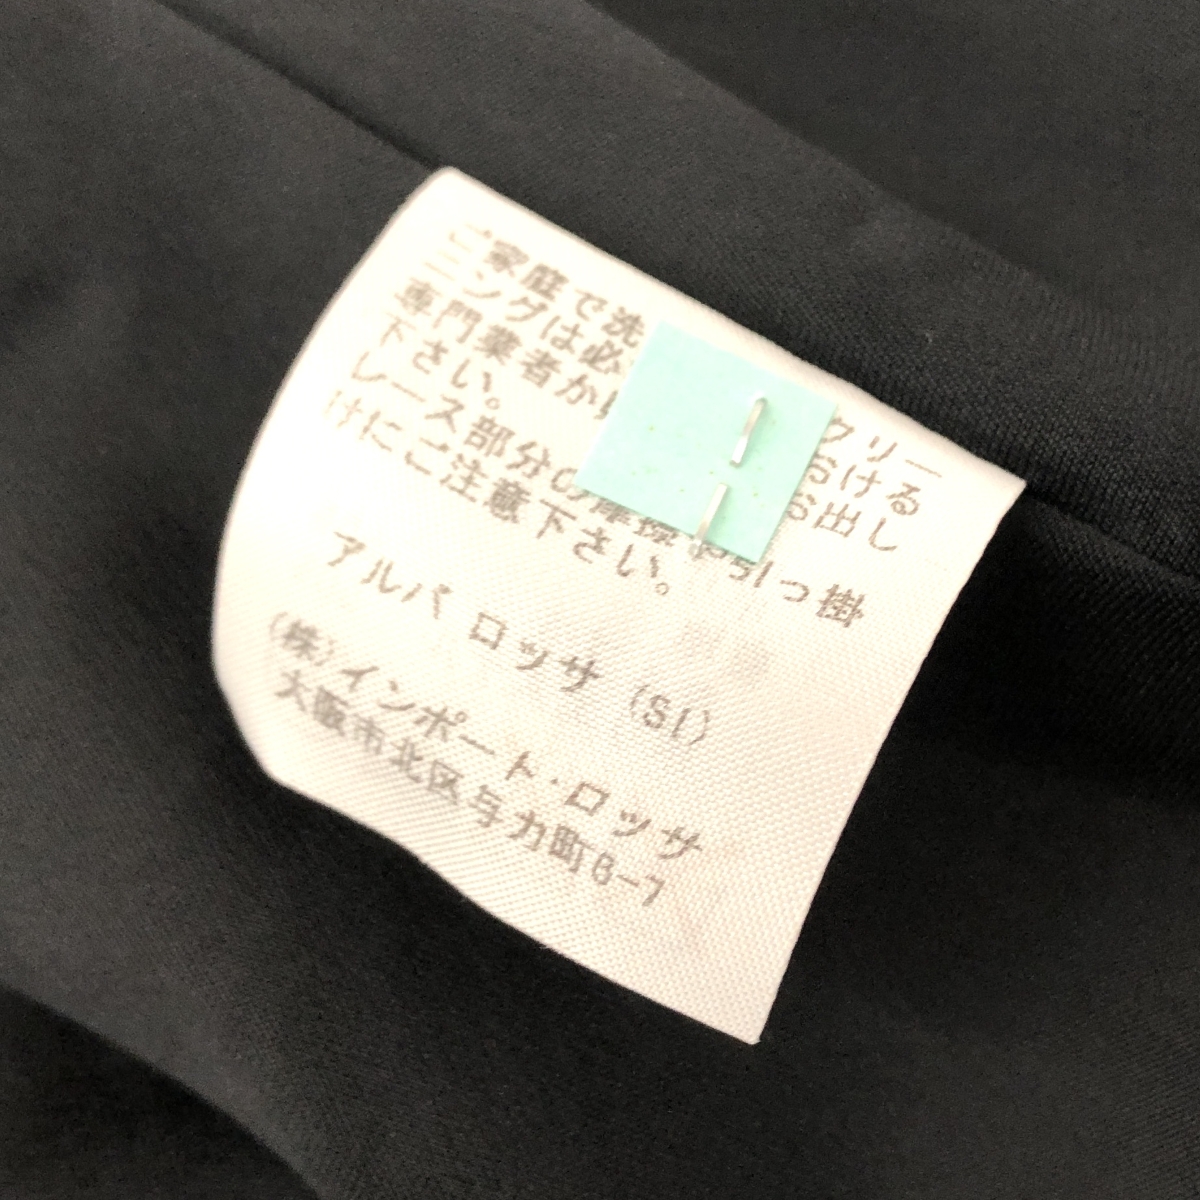 ご家庭で洗 クリー
ニングは必 おける
専門業者か お出し
下さい。
レース部分の摩擦や引っ掛
けにご注意下さい。
アルバ ロッサ (SI)
(株)インポート・ロッサ
大阪市北区与力町6-7